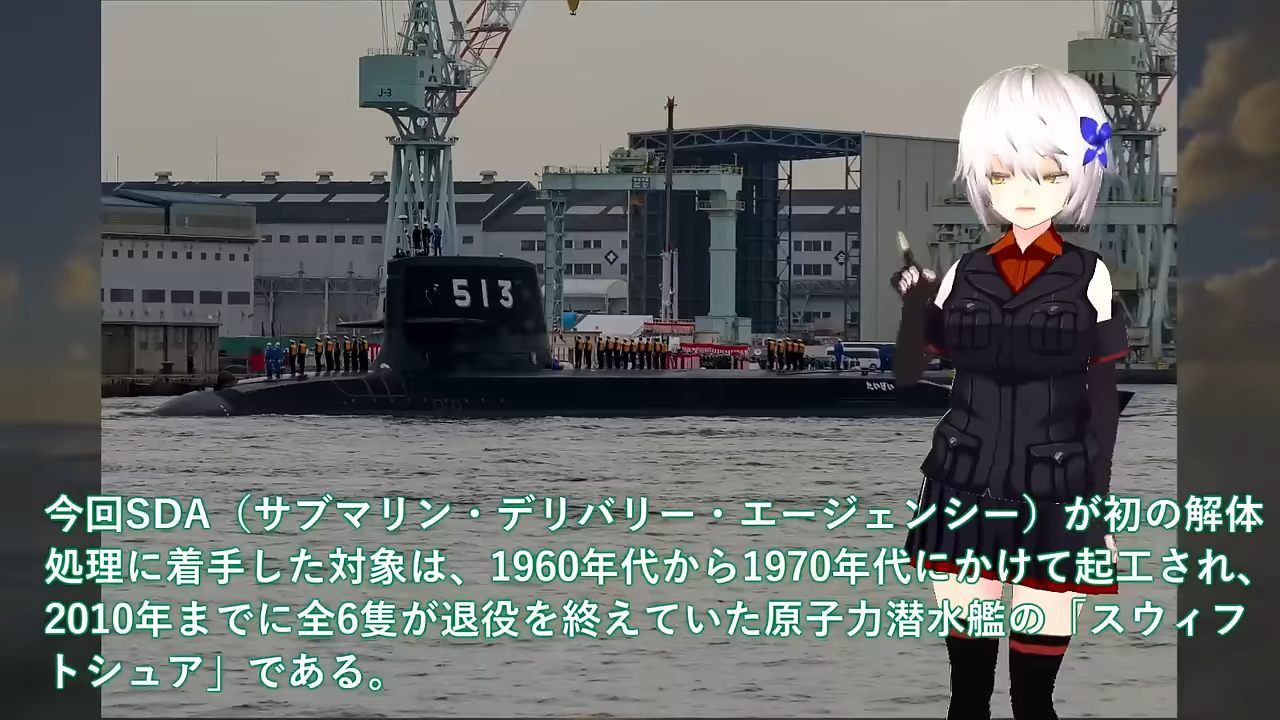 J-3
513
たいげい
今回SDA（サブマリン・デリバリー・エージェンシー）が初の解体
処理に着手した対象は、1960年代から1970年代にかけて起工され、
2010年までに全6隻が退役を終えていた原子力潜水艦の「スウィフ
トシュア」である。